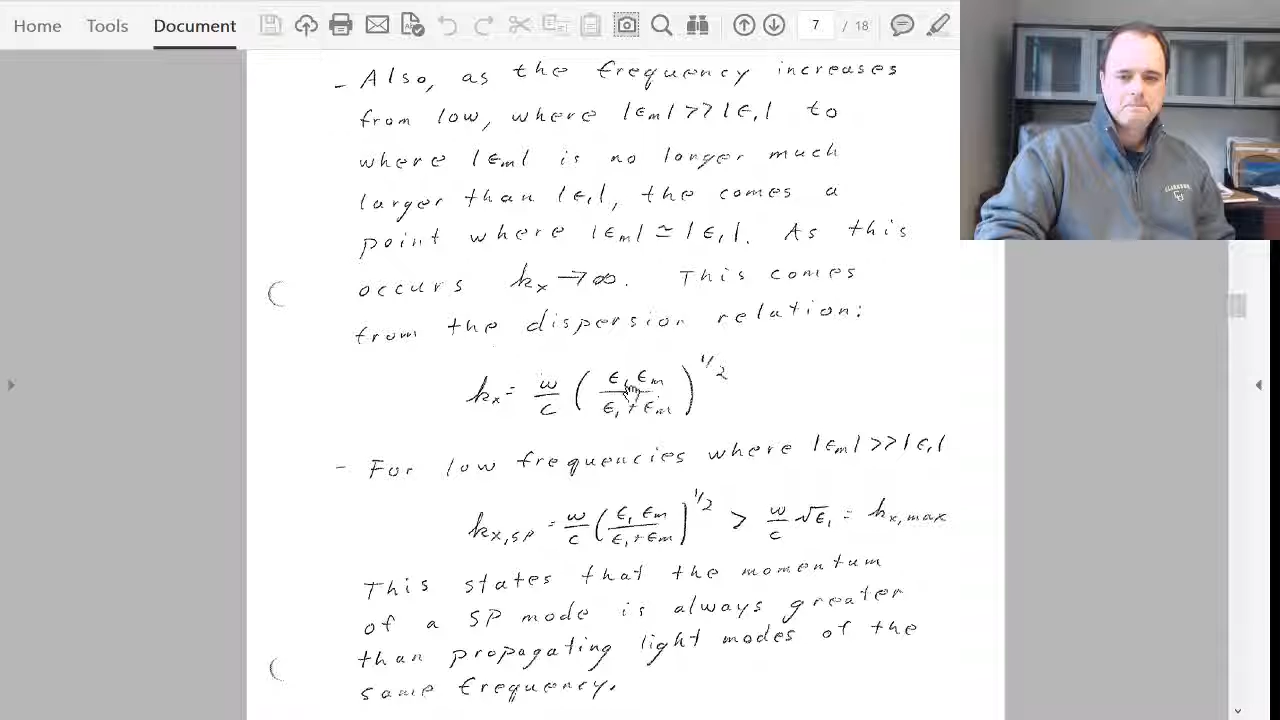 Home Tools Document 7 / 18
- Also, as the frequency increases
from low, where |ϵm| >> |ϵ₁| to
where |ϵm| is no longer much
larger than |ϵ₁|, the comes a
point where |ϵm| ≃ |ϵ₁|. As this
occurs kx → ∞. This comes
from the dispersion relation:
kx = ω/c (ϵ₁ϵm / ϵ₁+ϵm)^1/2
- For low frequencies where |ϵm| >> |ϵ₁|
kx,sp = ω/c (ϵ₁ ϵm / ϵ₁+ϵm)^1/2 > ω/c √ϵ₁ = kx,max
This states that the momentum
of a SP mode is always greater
than propagating light modes of the
same frequency.
CLARKSON
CU